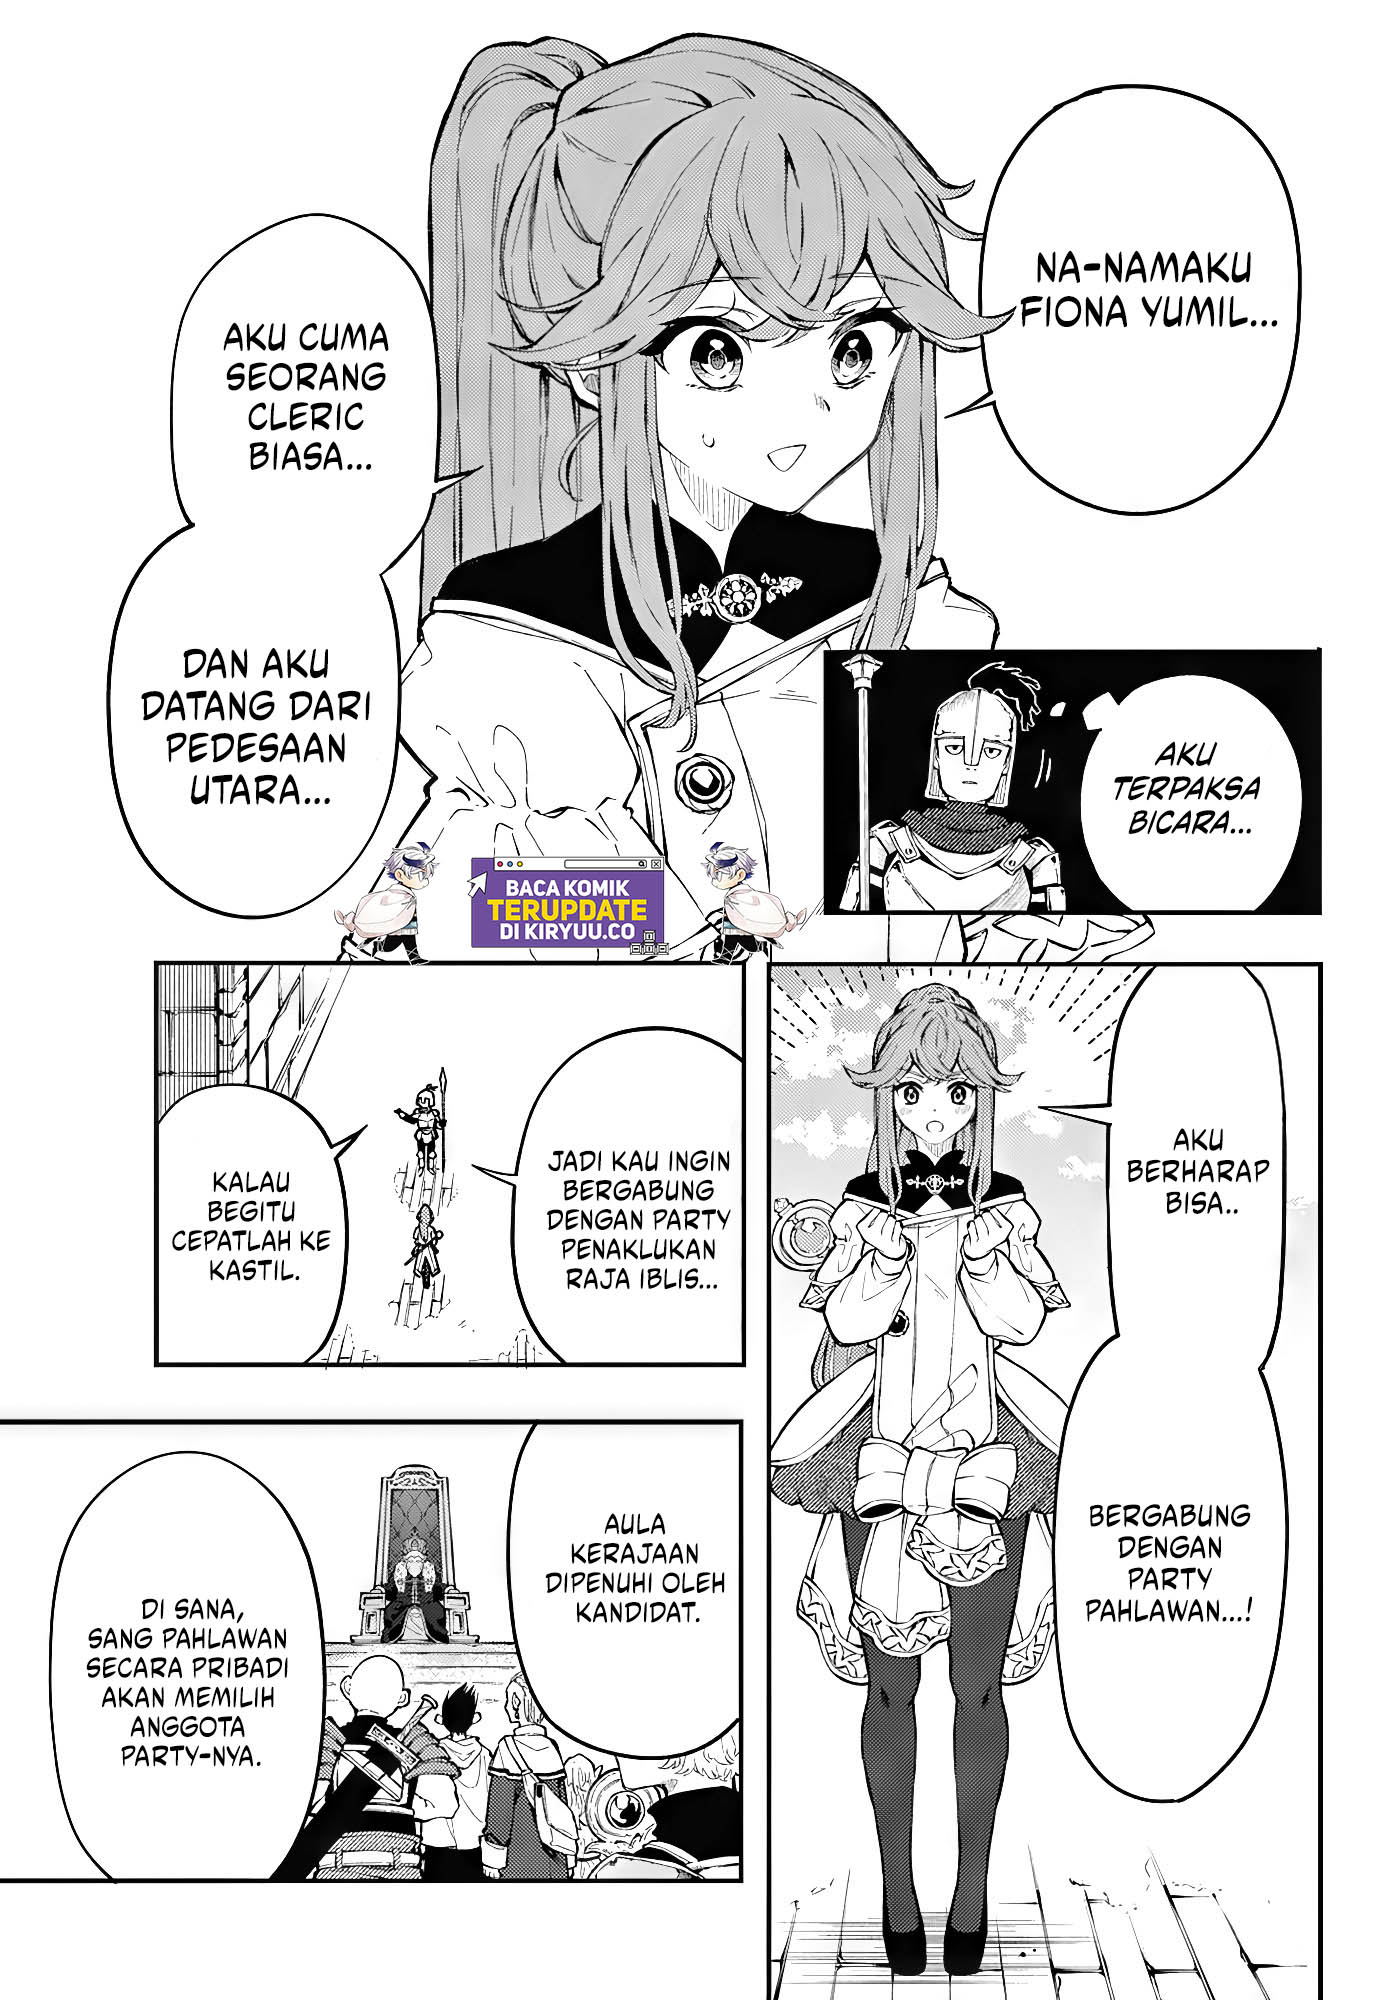 NA-NAMAKU
FIONA YUMIL...
AKU CUMA
SEORANG
CLERIC
BIASA...
DAN AKU
DATANG DARI
PEDESAAN
UTARA...
AKU
TERPAKSA
BICARA...
BACA KOMIK
TERUPDATE
DI KIRYUU.CO
AKU
BERHARAP
BISA..
BERGABUNG
DENGAN
PARTY
PAHLAWAN...!
JADI KAU INGIN
BERGABUNG
DENGAN PARTY
PENAKLUKAN
RAJA IBLIS...
KALAU
BEGITU
CEPATLAH KE
KASTIL.
AULA
KERAJAAN
DIPENUHI OLEH
KANDIDAT.
DI SANA,
SANG PAHLAWAN
SECARA PRIBADI
AKAN MEMILIH
ANGGOTA
PARTY-NYA.